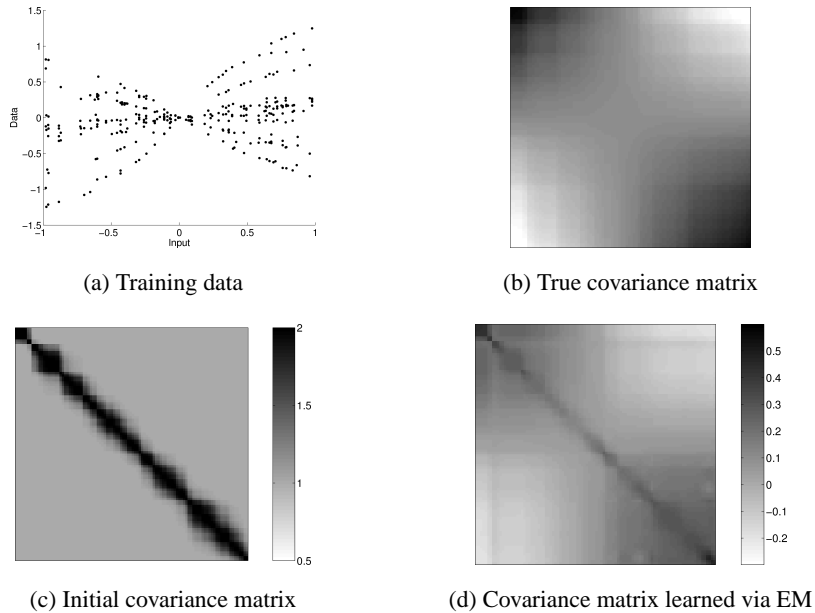 1.5
1
0.5
0
−0.5
−1
−1.5
Data
−1 −0.5 0 0.5 1
Input
(a) Training data
(b) True covariance matrix
2
1.5
1
0.5
(c) Initial covariance matrix
0.5
0.4
0.3
0.2
0.1
0
−0.1
−0.2
(d) Covariance matrix learned via EM